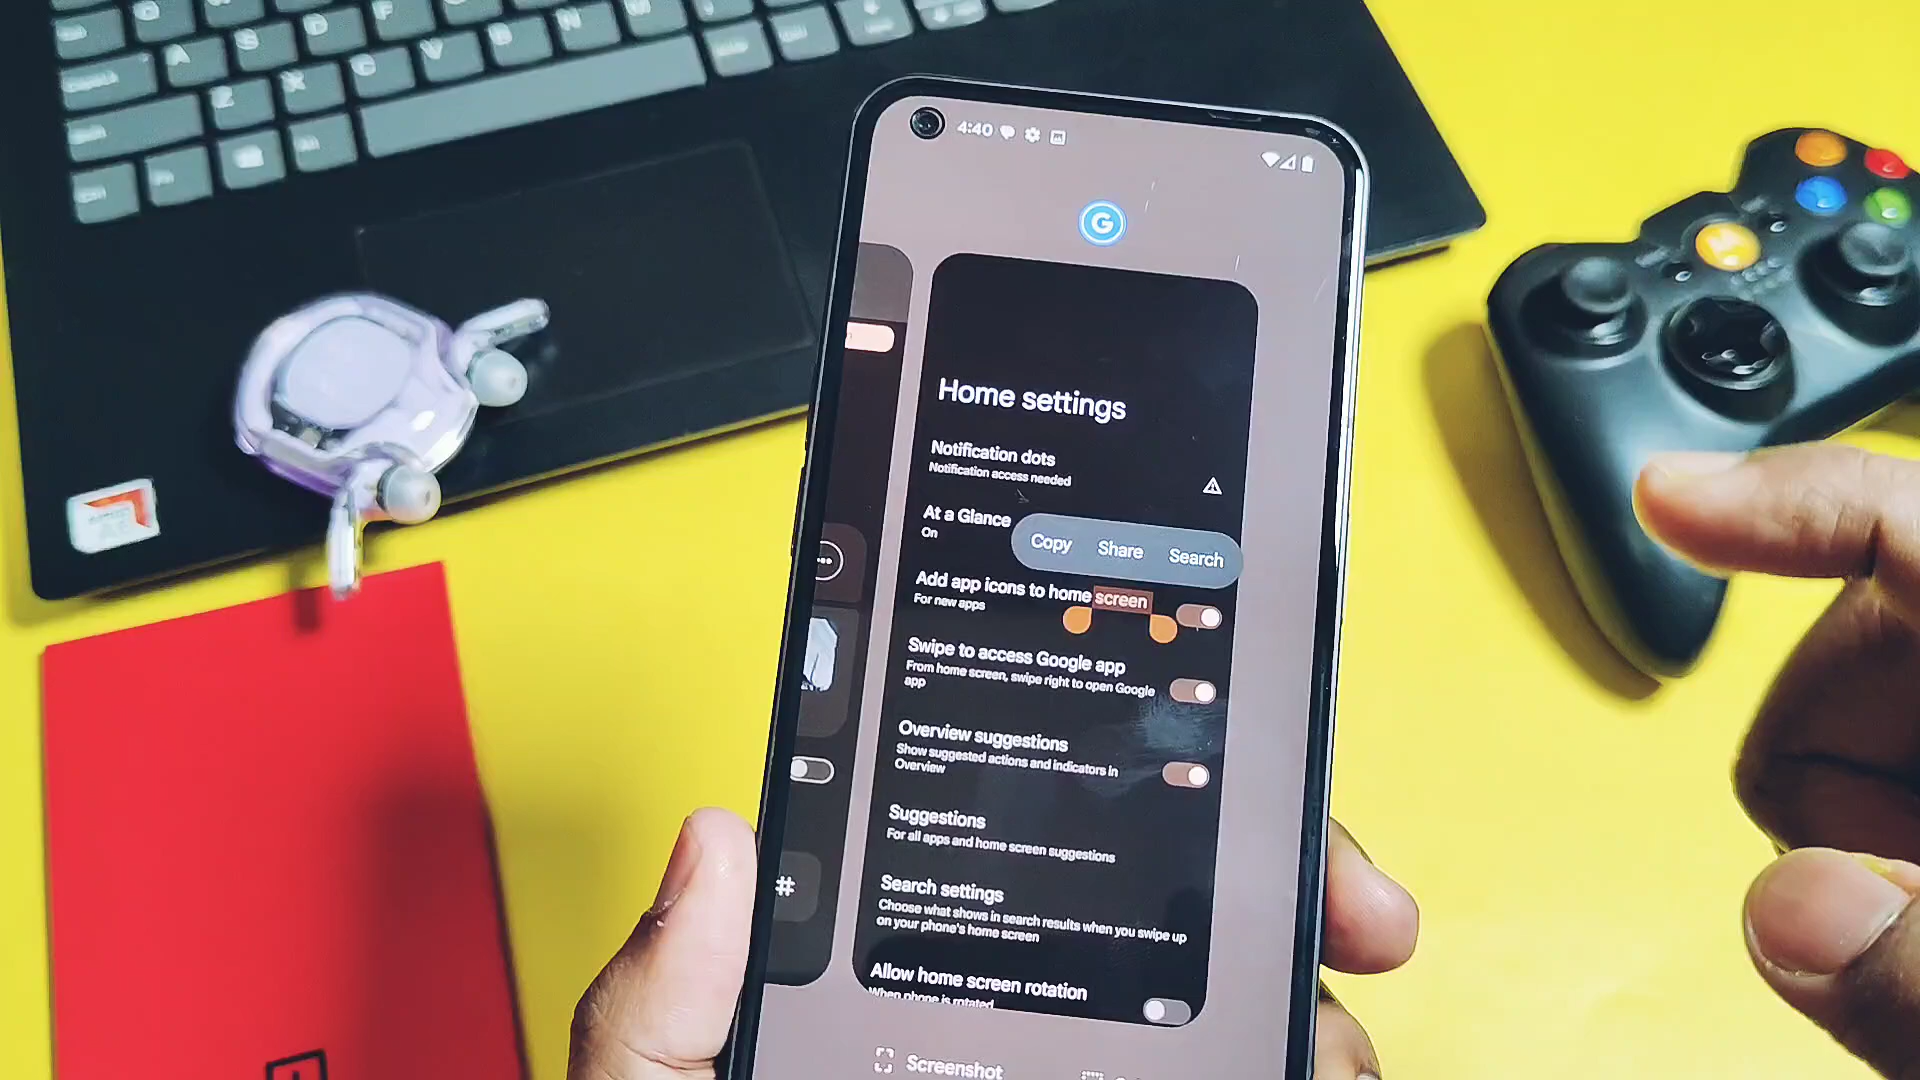 4:40
G
Home settings
Notification dots
Notification access needed
At a Glance
On
Copy Share Search
Add app icons to home screen
For new apps
Swipe to access Google app
From home screen, swipe right to open Google
app
Overview suggestions
Show suggested actions and indicators in
Overview
Suggestions
For all apps and home screen suggestions
Search settings
Choose what shows in search results when you swipe up
on your phone's home screen
Allow home screen rotation
When phone is rotated
#
Screenshot